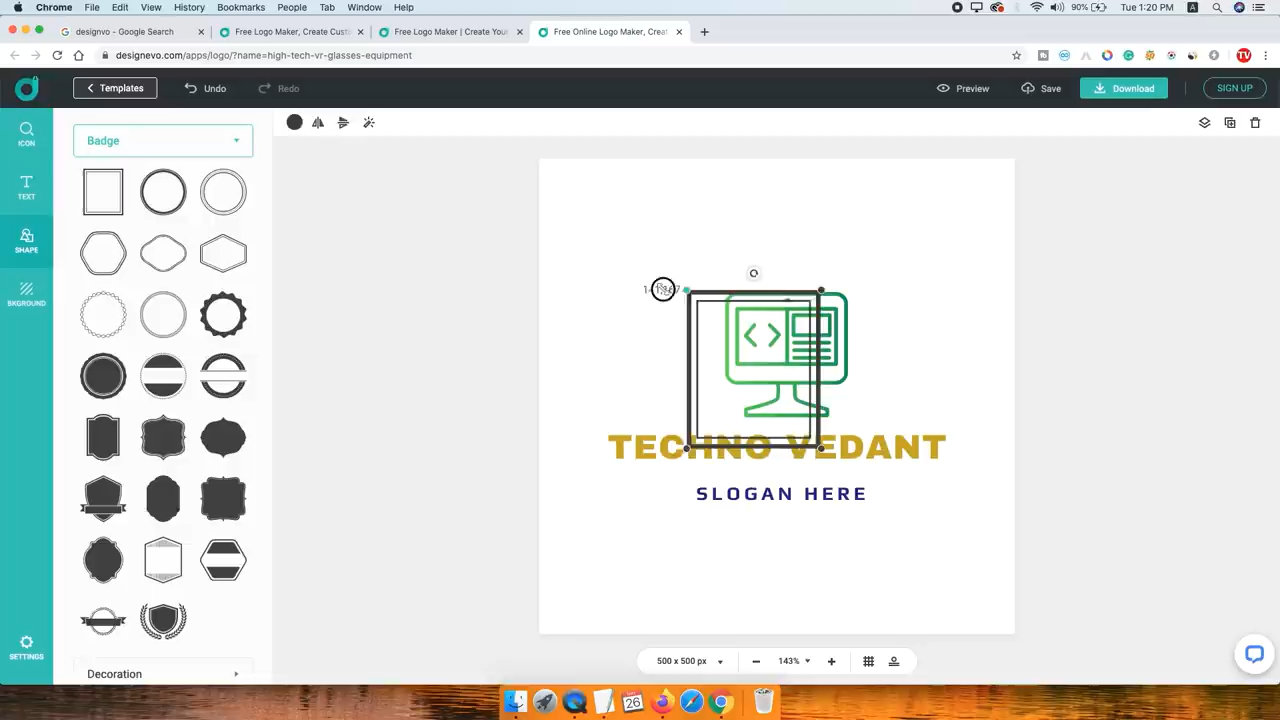 Chrome File Edit View History Bookmarks People Tab Window Help 90% Tue 1:20 PM A
designvo - Google Search × Free Logo Maker, Create Custo × Free Logo Maker | Create Your × Free Online Logo Maker, Creat × +
designevo.com/apps/logo/?name=high-tech-vr-glasses-equipment TV
Templates Undo Redo Preview Save Download SIGN UP
ICON
TEXT
SHAPE
BKGROUND
SETTINGS
Badge
Decoration
TECHNO VEDANT
SLOGAN HERE
500 x 500 px 143%
26